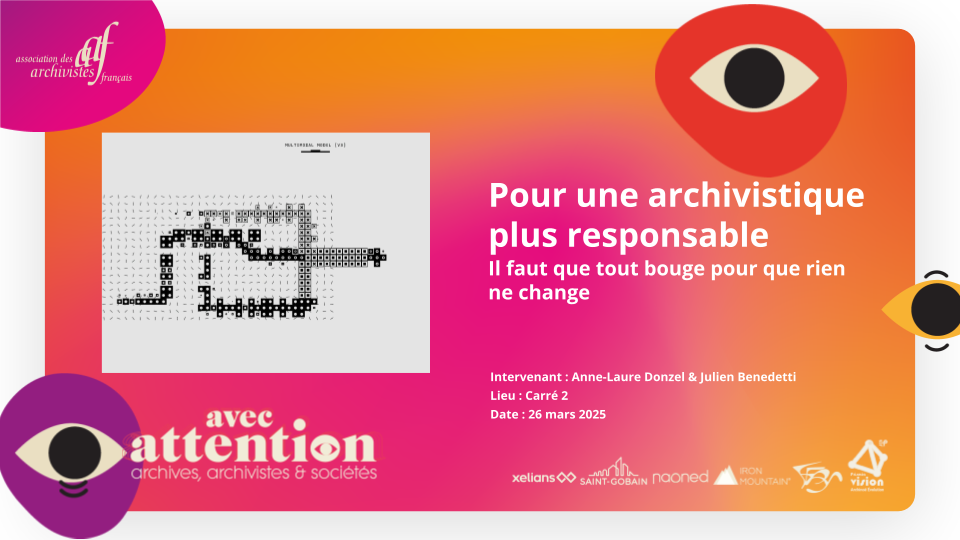 association des
aaf
archivistes
français
MULTIMODAL MODEL (V3)
Pour une archivistique
plus responsable
Il faut que tout bouge pour que rien
ne change
Intervenant : Anne-Laure Donzel & Julien Benedetti
Lieu : Carré 2
Date : 26 mars 2025
avec
attention
archives, archivistes & sociétés
xelians
SAINT-GOBAIN
naoned
IRON
MOUNTAIN
vision